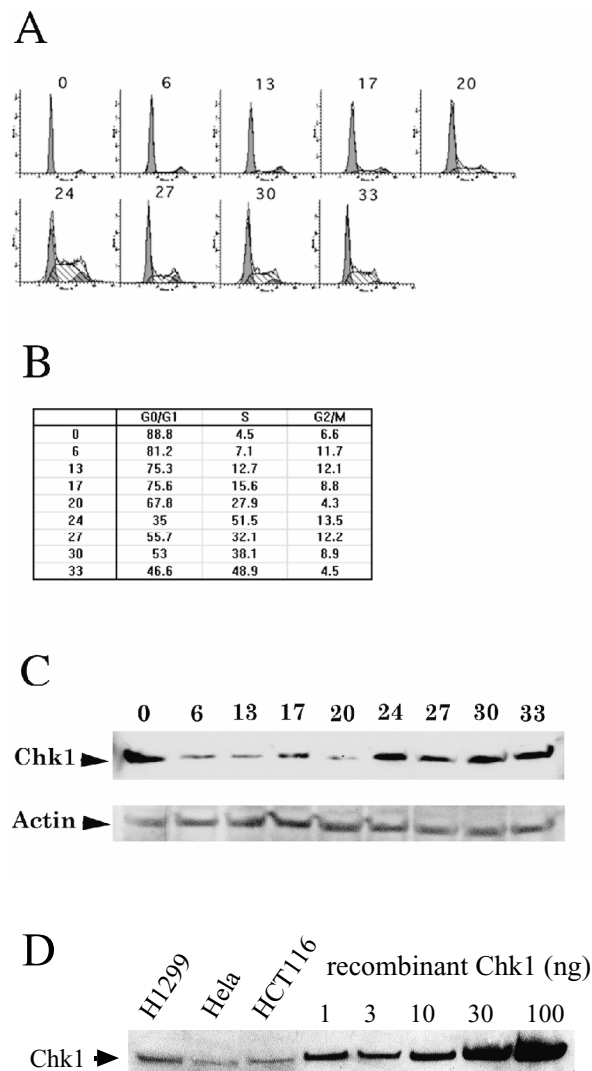 A
0 6 13 17 20
24 27 30 33
B
G0/G1 S G2/M
0 88.8 4.5 6.6
6 81.2 7.1 11.7
13 75.3 12.7 12.1
17 75.6 15.6 8.8
20 67.8 27.9 4.3
24 35 51.5 13.5
27 55.7 32.1 12.2
30 53 38.1 8.9
33 46.6 48.9 4.5
C
0 6 13 17 20 24 27 30 33
Chk1
Actin
D
H1299 Hela HCT116 recombinant Chk1 (ng)
1 3 10 30 100
Chk1